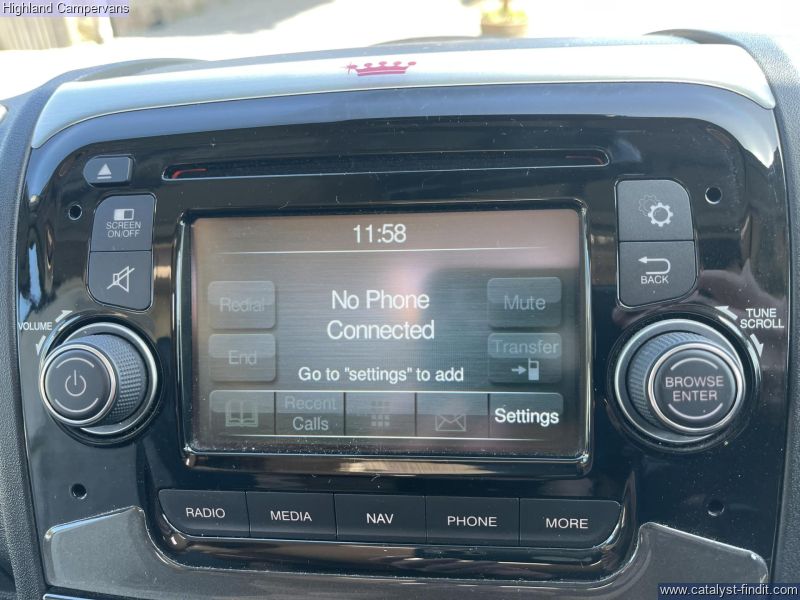 Highland Campervans
SCREEN
ON/OFF
VOLUME
11:58
Redial
No Phone
Connected
Mute
End
Transfer
Go to "settings" to add
Recent
Calls
Settings
BACK
TUNE
SCROLL
BROWSE
ENTER
RADIO
MEDIA
NAV
PHONE
MORE
www.catalyst-findit.com